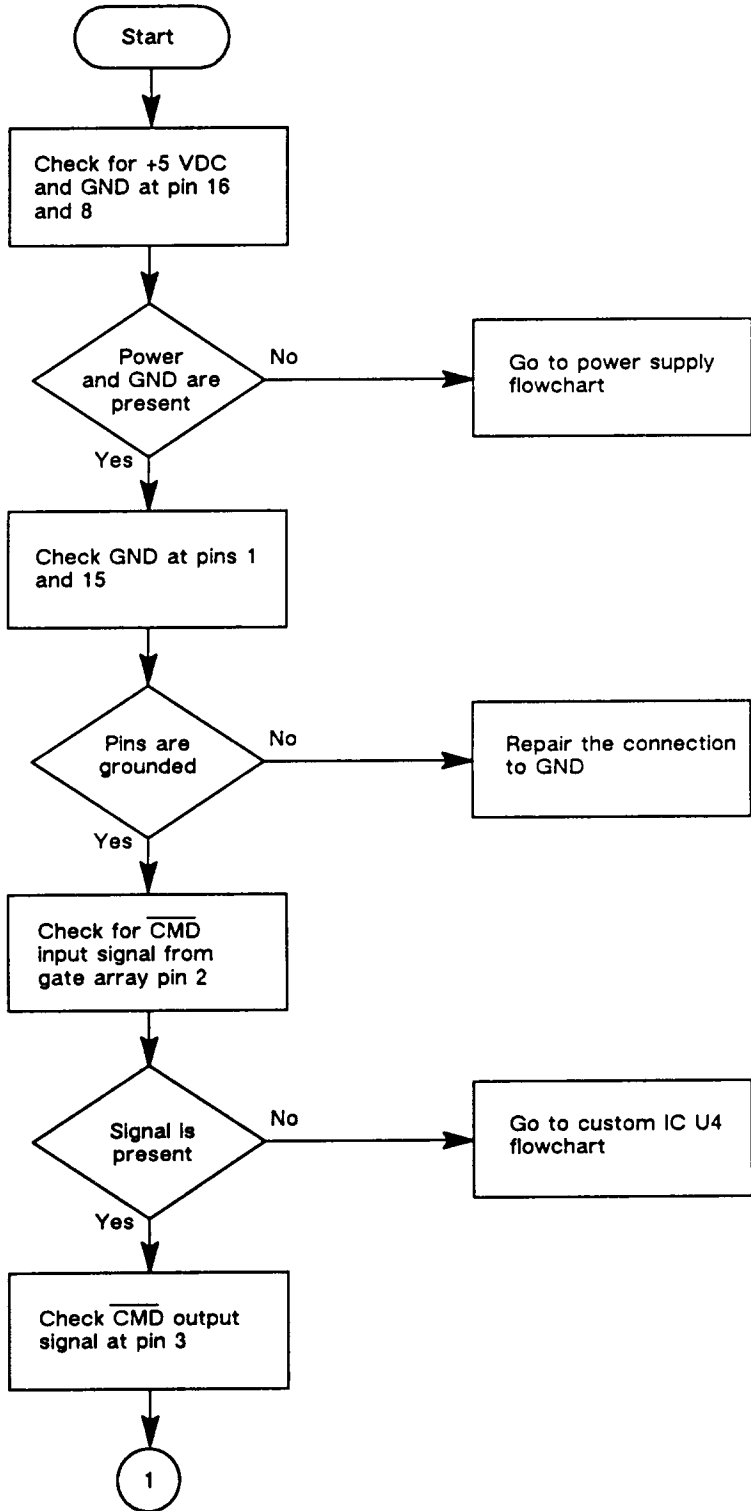 Start
Check for +5 VDC
and GND at pin 16
and 8
Power
and GND are
present
No
Go to power supply
flowchart
Yes
Check GND at pins 1
and 15
Pins are
grounded
No
Repair the connection
to GND
Yes
Check for C̅M̅D̅
input signal from
gate array pin 2
Signal is
present
No
Go to custom IC U4
flowchart
Yes
Check C̅M̅D̅ output
signal at pin 3
1